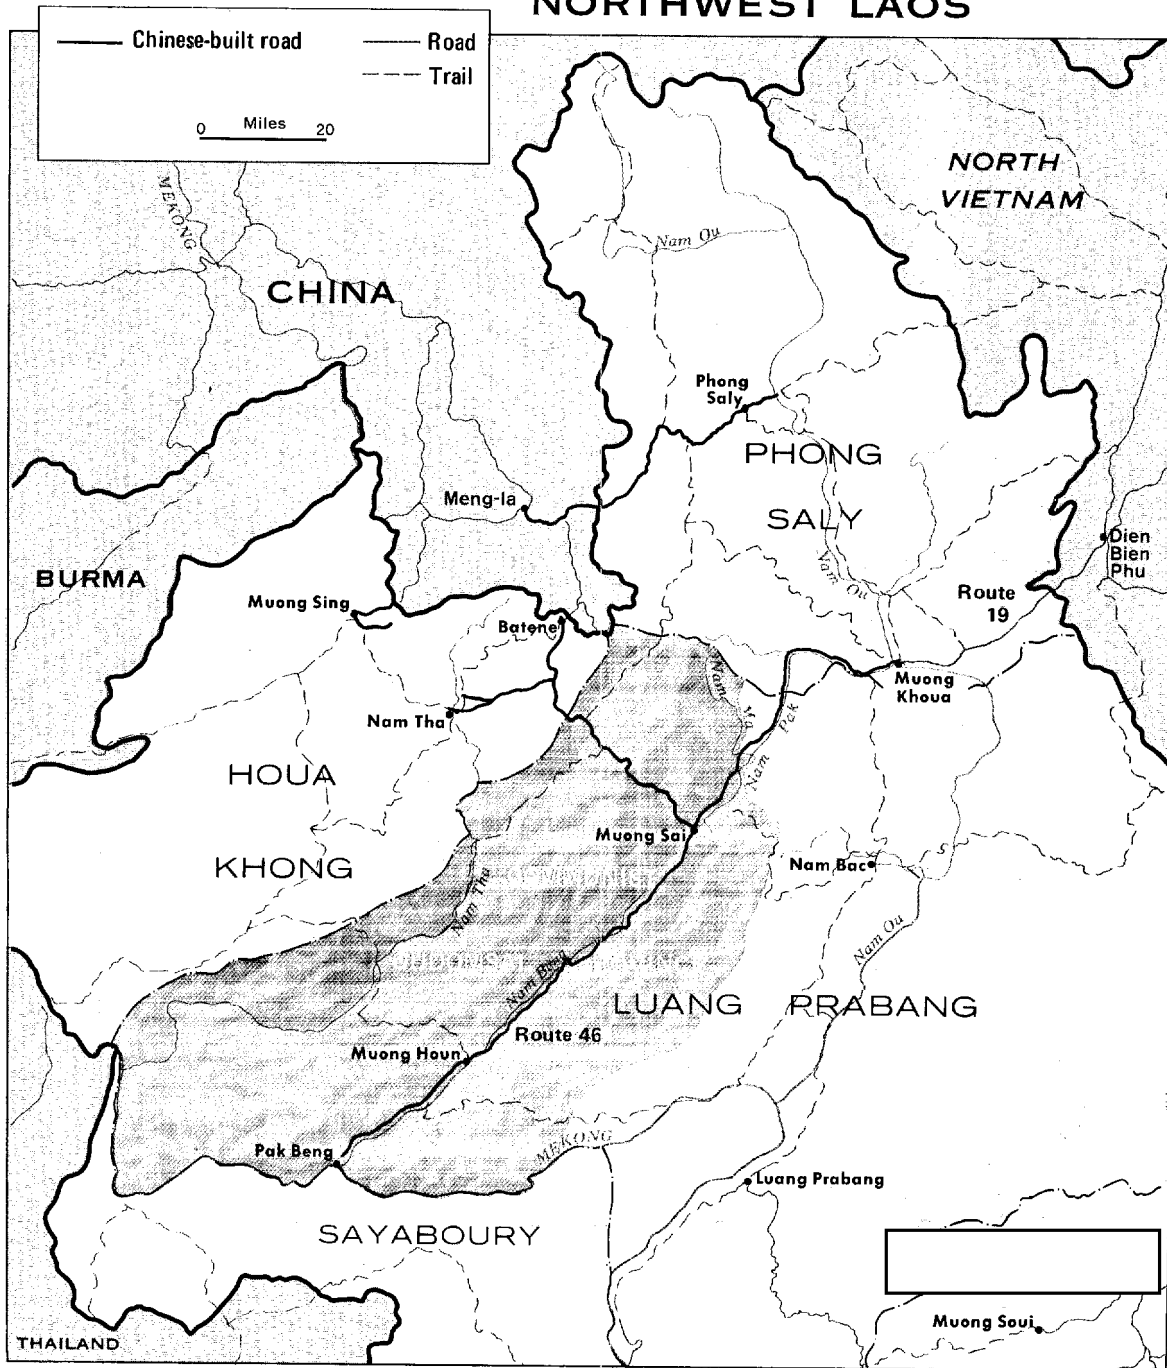 NORTHWEST LAOS
Chinese-built road
Road
Trail
0 Miles 20
MEKONG
NORTH
VIETNAM
Nam Ou
CHINA
Phong
Saly
PHONG
SALY
Meng-la
Dien
Bien
Phu
BURMA
Nam Ou
Route
19
Muong Sing
Batene
Muong
Khoua
Nam
Pak
Nam Tha
Nam
HOUA
Muong Sai
Nam Bac
KHONG
Nam Tha
Nam Ou
Nam Beng
LUANG PRABANG
Route 46
Muong Houn
MEKONG
Pak Beng
Luang Prabang
SAYABOURY
Muong Soui
THAILAND